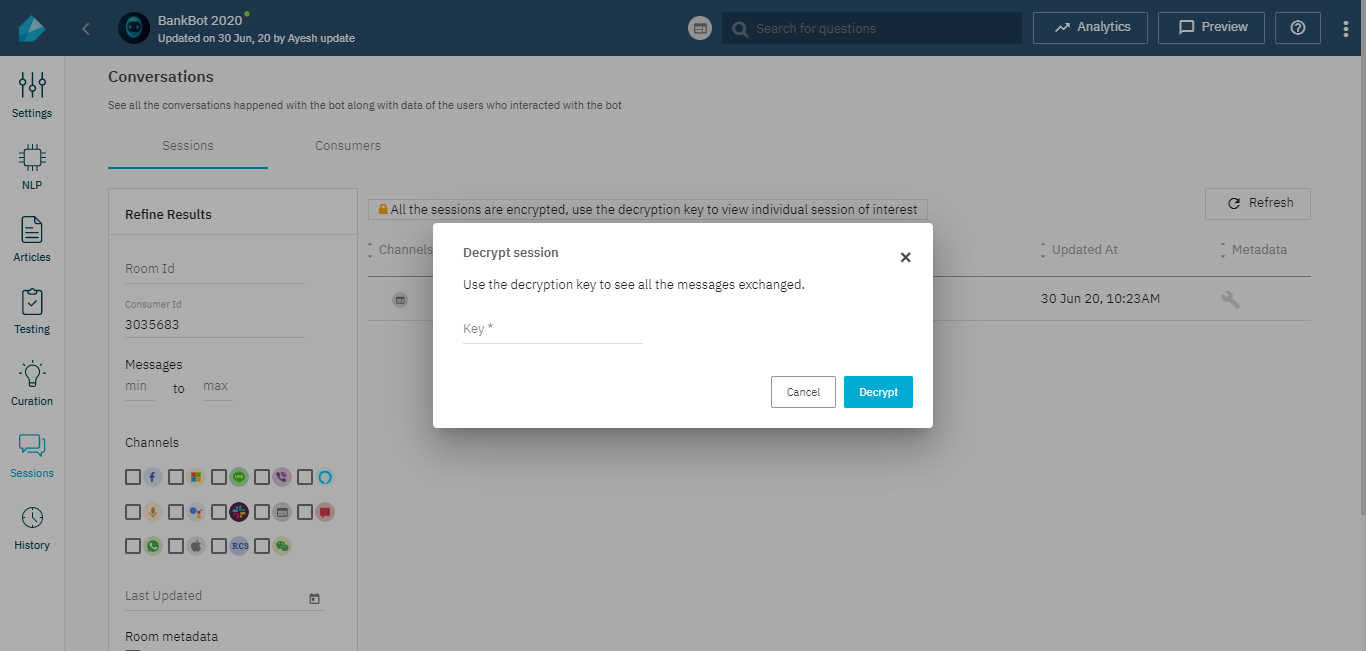 BankBot 2020
Updated on 30 Jun, 20 by Ayesh update
Search for questions
Analytics
Preview
Settings
NLP
Articles
Testing
Curation
Sessions
History
Conversations
See all the conversations happened with the bot along with data of the users who interacted with the bot
Sessions
Consumers
Refine Results
Room Id
Consumer Id
3035683
Messages
min to max
Channels
LINE
RCS
Last Updated
Room metadata
All the sessions are encrypted, use the decryption key to view individual session of interest
Refresh
Channels
Updated At
Metadata
30 Jun 20, 10:23AM
Decrypt session
Use the decryption key to see all the messages exchanged.
Key *
Cancel
Decrypt